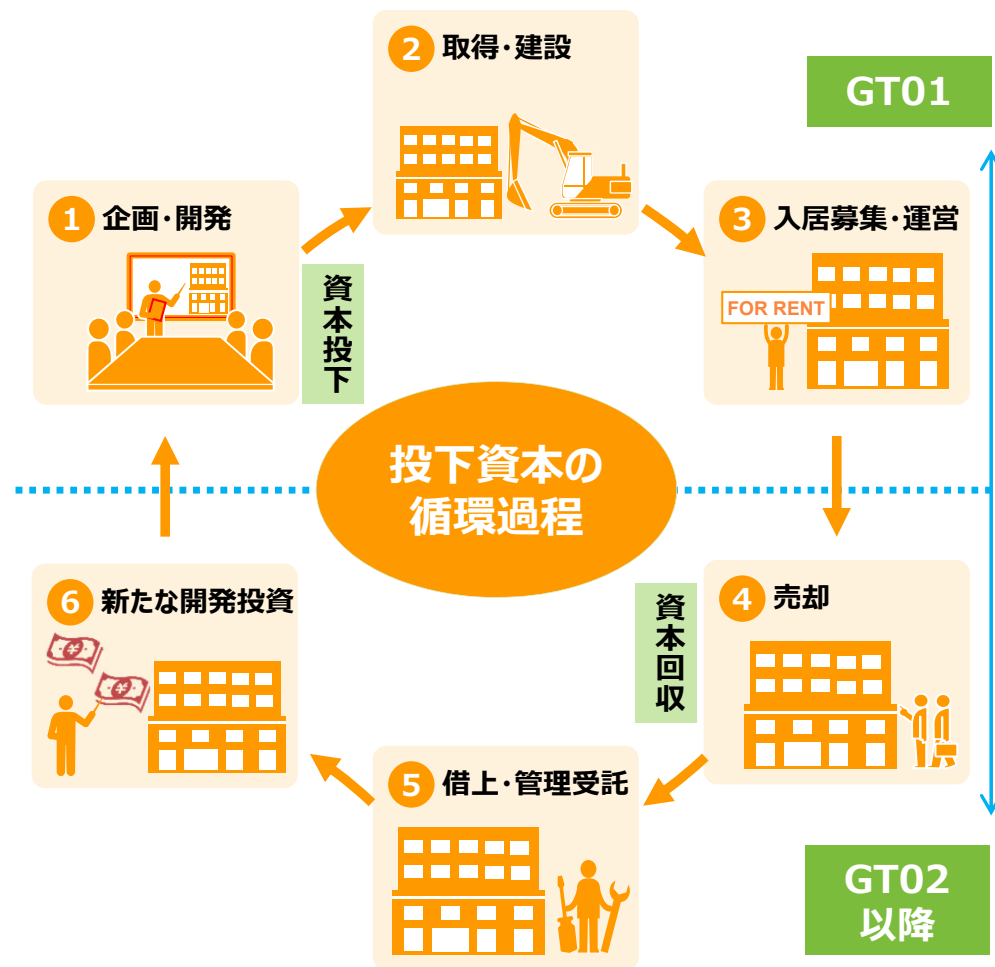 2 取得・建設
GT01
1 企画・開発
3 入居募集・運営
FOR RENT
資本投下
投下資本の
循環過程
6 新たな開発投資
4 売却
資本回収
¥
¥
5 借上・管理受託
GT02
以降